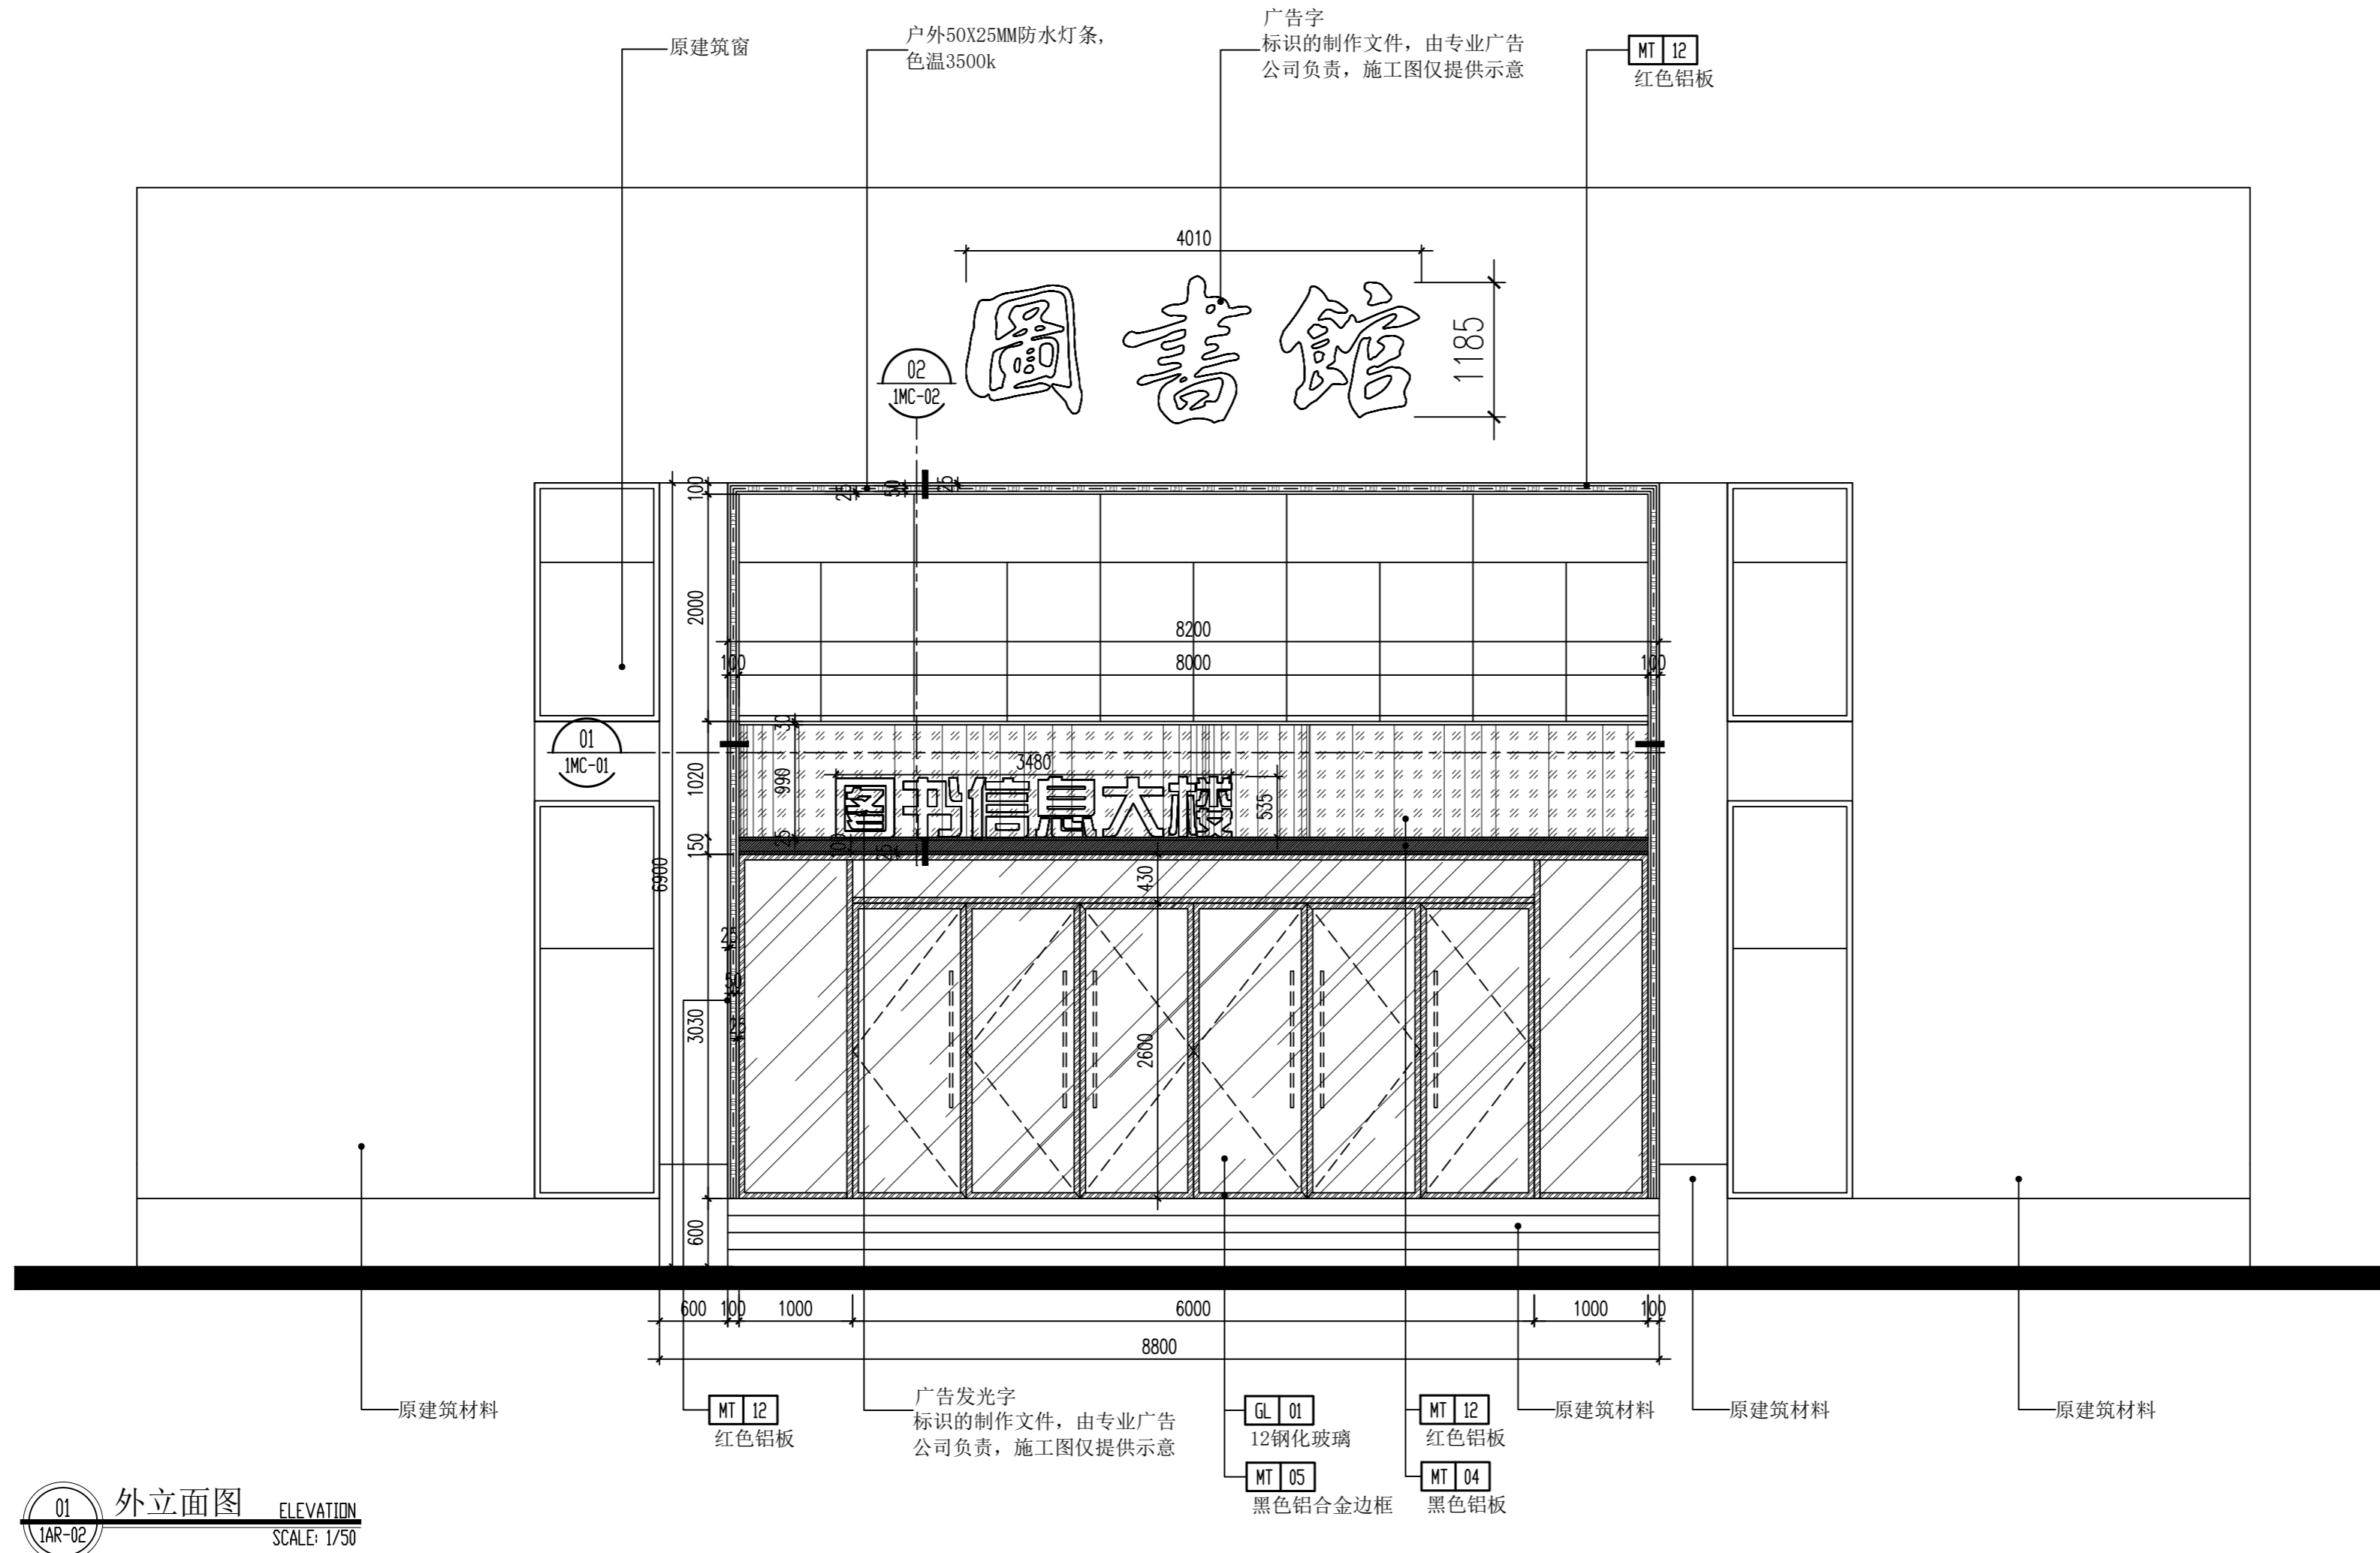 原建筑窗
户外50X25MM防水灯条,
色温3500k
广告字
标识的制作文件，由专业广告
公司负责，施工图仅提供示意
MT 12
红色铝板
4010
圖書館
1185
02
1MC-02
100
25
50
25
2000
8200
100
8000
100
01
1MC-01
30
1020
990
3480
图书信息大楼
535
150
25
100
25
6900
430
25
50
25
3030
2600
600
600
100
1000
6000
1000
100
8800
原建筑材料
MT 12
红色铝板
广告发光字
标识的制作文件，由专业广告
公司负责，施工图仅提供示意
GL 01
12钢化玻璃
MT 05
黑色铝合金边框
MT 12
红色铝板
MT 04
黑色铝板
原建筑材料
原建筑材料
原建筑材料
01
1AR-02
外立面图
ELEVATION
SCALE: 1/50